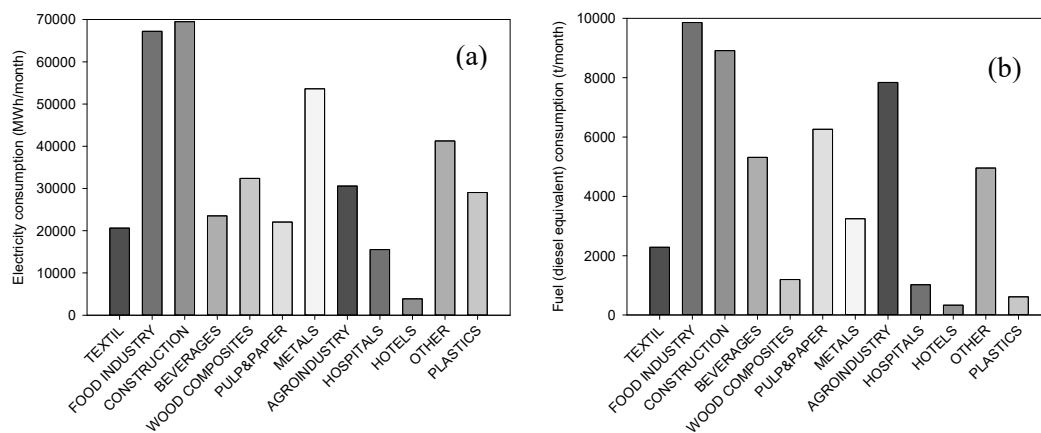 (a)
Electricity consumption (MWh/month)
70000
60000
50000
40000
30000
20000
10000
0
TEXTIL
FOOD INDUSTRY
CONSTRUCTION
BEVERAGES
WOOD COMPOSITES
PULP&PAPER
METALS
AGROINDUSTRY
HOSPITALS
HOTELS
OTHER
PLASTICS
(b)
Fuel (diesel equivalent) consumption (t/month)
10000
8000
6000
4000
2000
0
TEXTIL
FOOD INDUSTRY
CONSTRUCTION
BEVERAGES
WOOD COMPOSITES
PULP&PAPER
METALS
AGROINDUSTRY
HOSPITALS
HOTELS
OTHER
PLASTICS